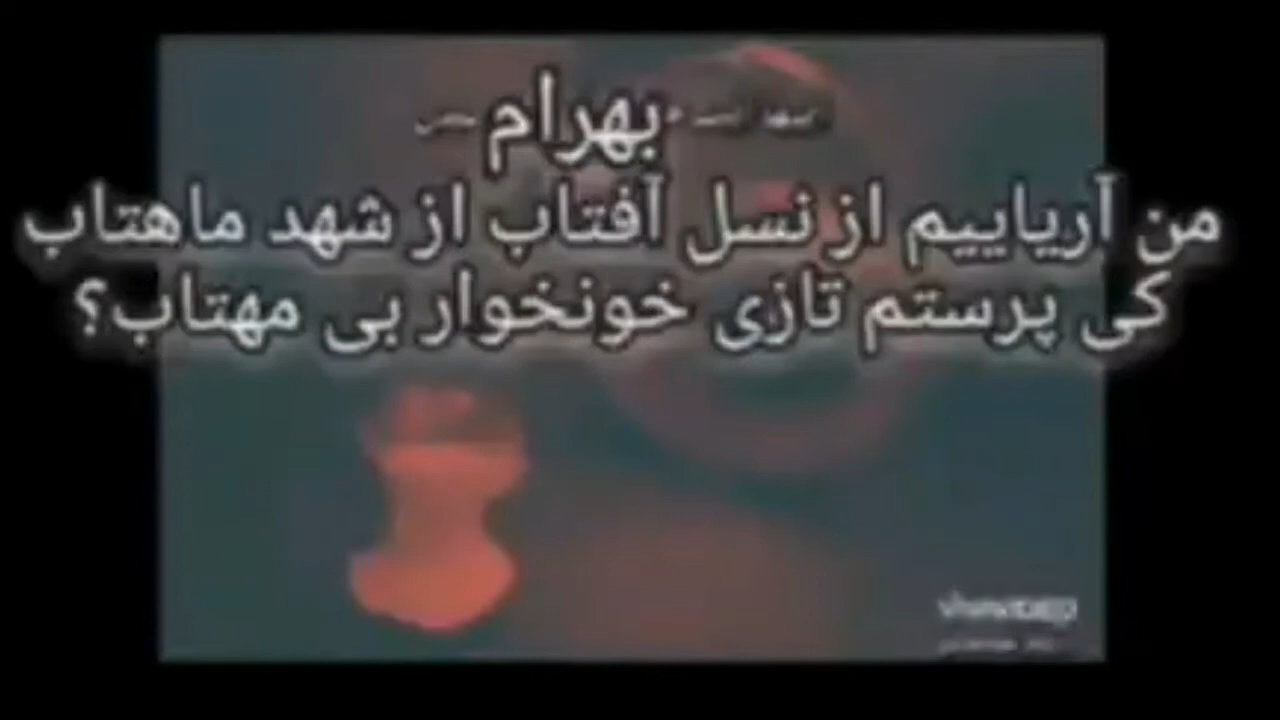 بهرام
من آریاییم از نسل آفتاب از شهد ماهتاب
کی پرستم تازی خونخوار بی مهتاب؟